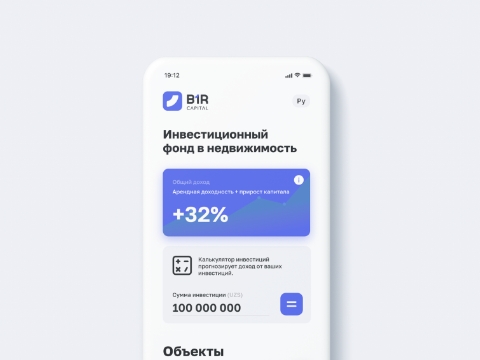 19:12
B1R
CAPITAL
Ру
Инвестиционный
фонд в недвижимость
Общий доход
Арендная доходность + прирост капитала
+32%
Калькулятор инвестиций
прогнозирует доход от ваших
инвестиций.
Сумма инвестиции (UZS)
100 000 000
Объекты